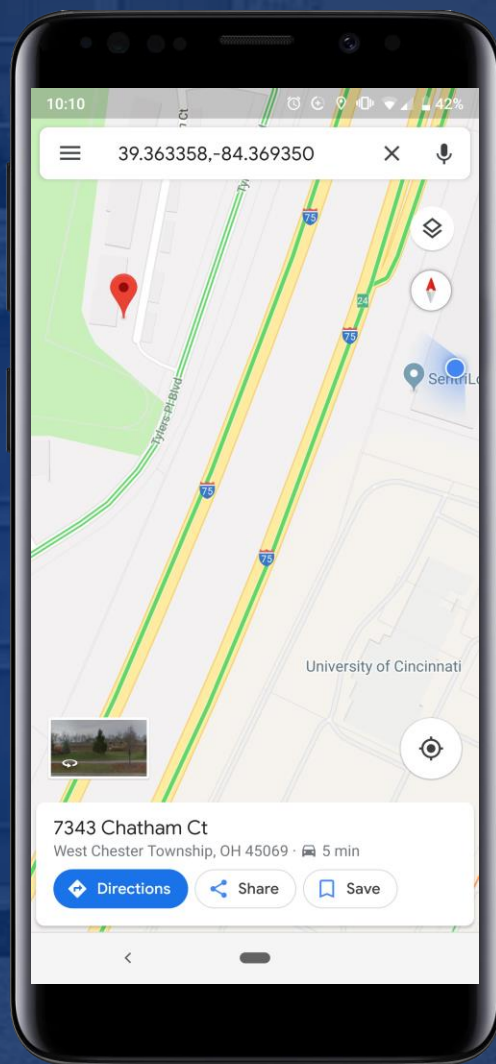 10:10
42%
39.363358,-84.369350
Ct
75
24
75
Tylers Pl Blvd
75
75
University of Cincinnati
7343 Chatham Ct
West Chester Township, OH 45069 · 5 min
Directions
Share
Save